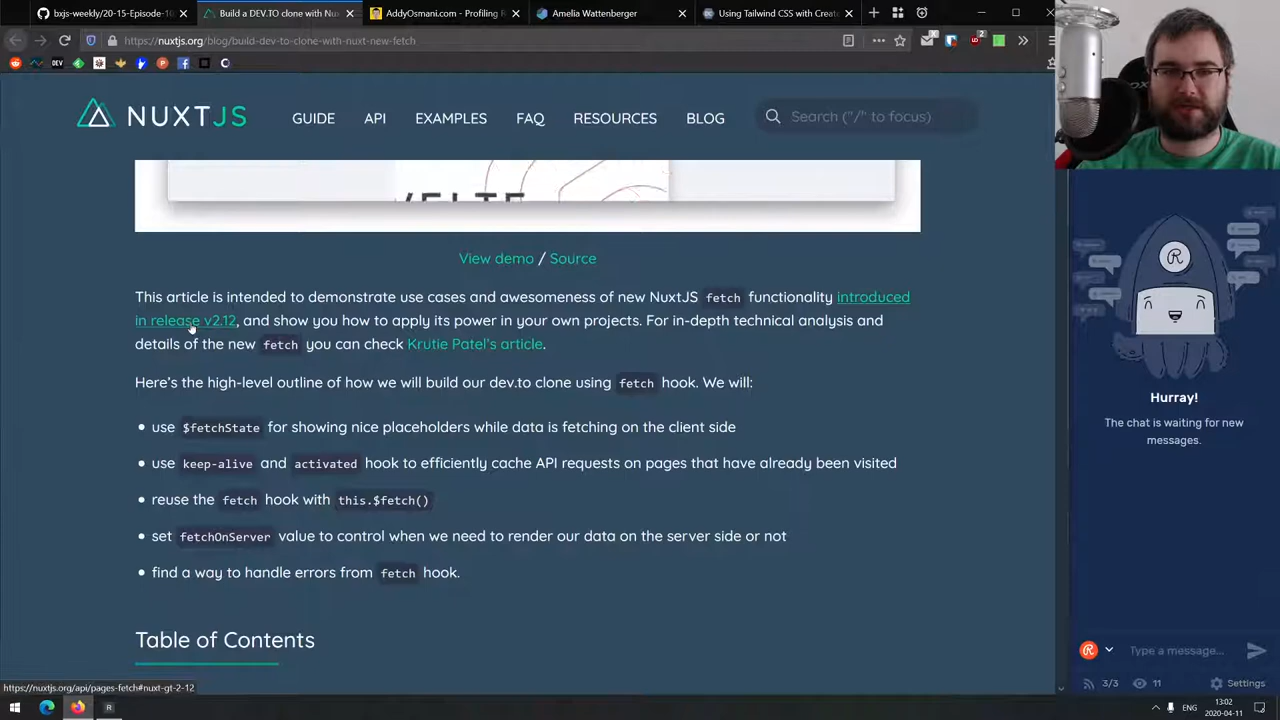 bxjs-weekly/20-15-Episode-10
Build a DEV.TO clone with Nux
AddyOsmani.com - Profiling R
Amelia Wattenberger
Using Tailwind CSS with Create
https://nuxtjs.org/blog/build-dev-to-clone-with-nuxt-new-fetch
NUXTJS
GUIDE
API
EXAMPLES
FAQ
RESOURCES
BLOG
Search ("/" to focus)
View demo / Source
This article is intended to demonstrate use cases and awesomeness of new NuxtJS fetch functionality introduced
in release v2.12, and show you how to apply its power in your own projects. For in-depth technical analysis and
details of the new fetch you can check Krutie Patel's article.
Here's the high-level outline of how we will build our dev.to clone using fetch hook. We will:
• use $fetchState for showing nice placeholders while data is fetching on the client side
• use keep-alive and activated hook to efficiently cache API requests on pages that have already been visited
• reuse the fetch hook with this.$fetch()
• set fetchOnServer value to control when we need to render our data on the server side or not
• find a way to handle errors from fetch hook.
Table of Contents
https://nuxtjs.org/api/pages-fetch#nuxt-gt-2-12
Hurray!
The chat is waiting for new
messages.
Type a message...
3/3
11
Settings
ENG
13:02
2020-04-11